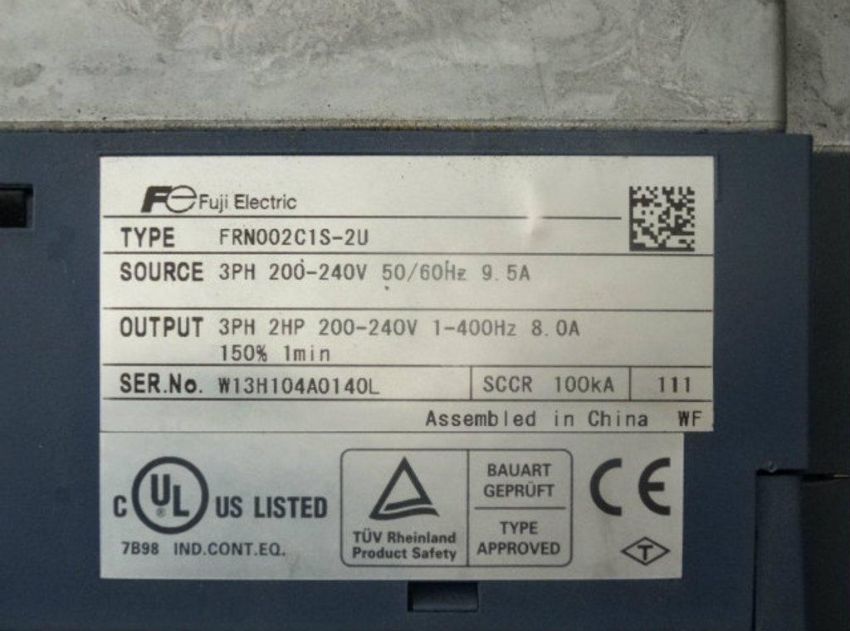 Fe Fuji Electric
TYPE FRN002C1S-2U
SOURCE 3PH 200-240V 50/60Hz 9.5A
OUTPUT 3PH 2HP 200-240V 1-400Hz 8.0A
150% 1min
SER.No. W13H104A0140L SCCR 100kA 111
Assembled in China WF
C UL ® US LISTED
7B98 IND.CONT.EQ.
TÜV Rheinland
Product Safety
BAUART
GEPRÜFT
TYPE
APPROVED
CE
T